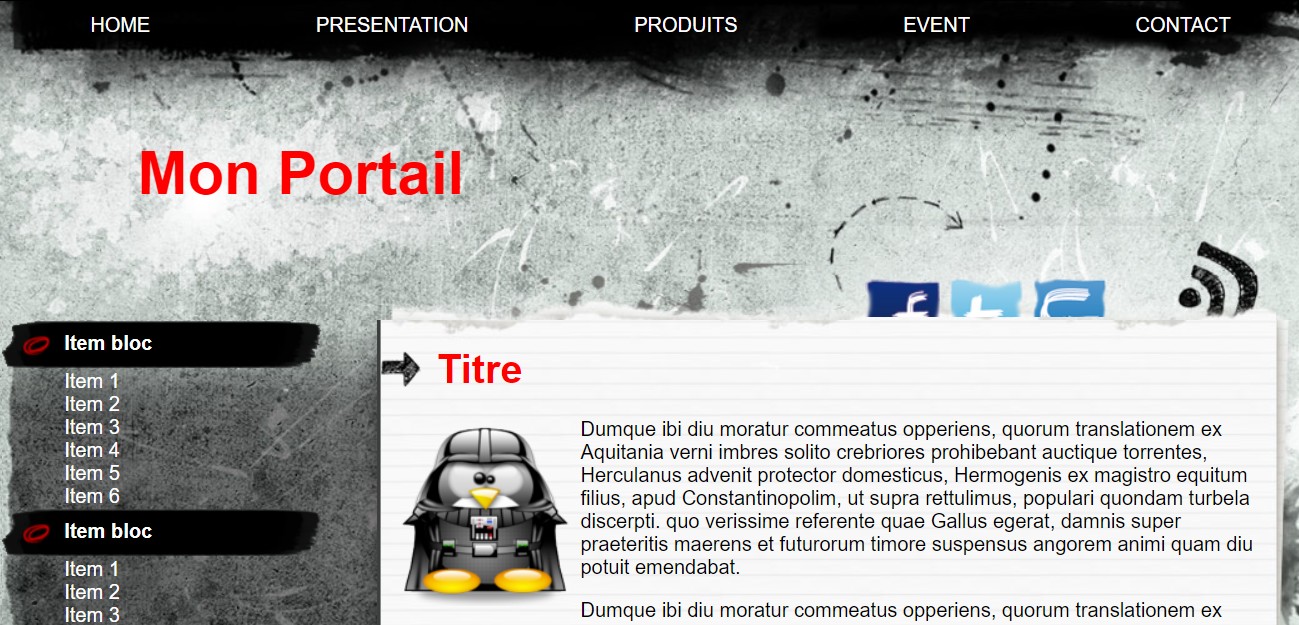 HOME PRESENTATION PRODUITS EVENT CONTACT
Mon Portail
Item bloc
Item 1
Item 2
Item 3
Item 4
Item 5
Item 6
Item bloc
Item 1
Item 2
Item 3
Titre
Dumque ibi diu moratur commeatus opperiens, quorum translationem ex
Aquitania verni imbres solito crebriores prohibebant auctique torrentes,
Herculanus advenit protector domesticus, Hermogenis ex magistro equitum
filius, apud Constantinopolim, ut supra rettulimus, populari quondam turbela
discerpti. quo verissime referente quae Gallus egerat, damnis super
praeteritis maerens et futurorum timore suspensus angorem animi quam diu
potuit emendabat.
Dumque ibi diu moratur commeatus opperiens, quorum translationem ex